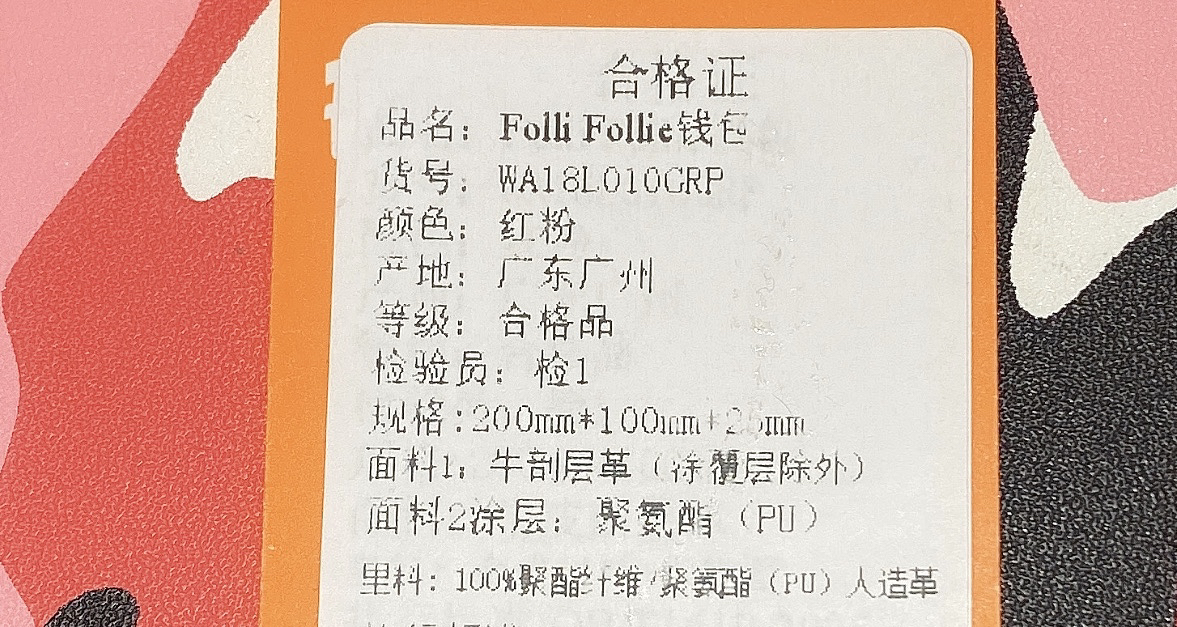 合格证
品名：Folli Follie钱包
货号：WA18L010GRP
颜色：红粉
产地：广东广州
等级：合格品
检验员：检1
规格:200mm*100mm*25mm
面料1：牛剖层革（涂覆层除外）
面料2涂层：聚氨酯（PU）
里料：100%聚酯纤维/聚氨酯（PU）人造革